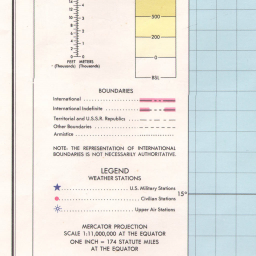 14
12
10
8
6
4
2
0
FEET METERS
(Thousands) (Thousands)
500
200
0
BSL
BOUNDARIES
International
International Indefinite
Territorial and U.S.S.R. Republics
Other Boundaries
Armistice
NOTE: THE REPRESENTATION OF INTERNATIONAL
BOUNDARIES IS NOT NECESSARILY AUTHORITATIVE.
LEGEND
WEATHER STATIONS
U.S. Military Stations
Civilian Stations
Upper Air Stations
15°
MERCATOR PROJECTION
SCALE 1:11,000,000 AT THE EQUATOR
ONE INCH = 174 STATUTE MILES
AT THE EQUATOR